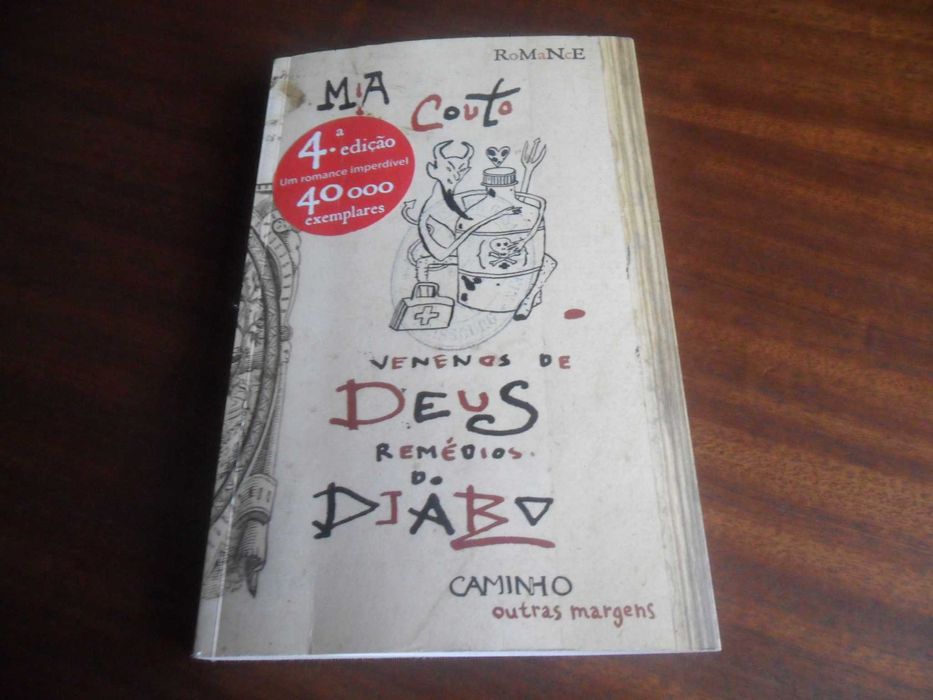 RoMaNcE
MiA
Couto
4.ª edição
Um romance imperdível
40 000
exemplares
VENENOS DE
DEUS
REMÉDIOS.
DO
DIABO
CAMINHO
outras margens